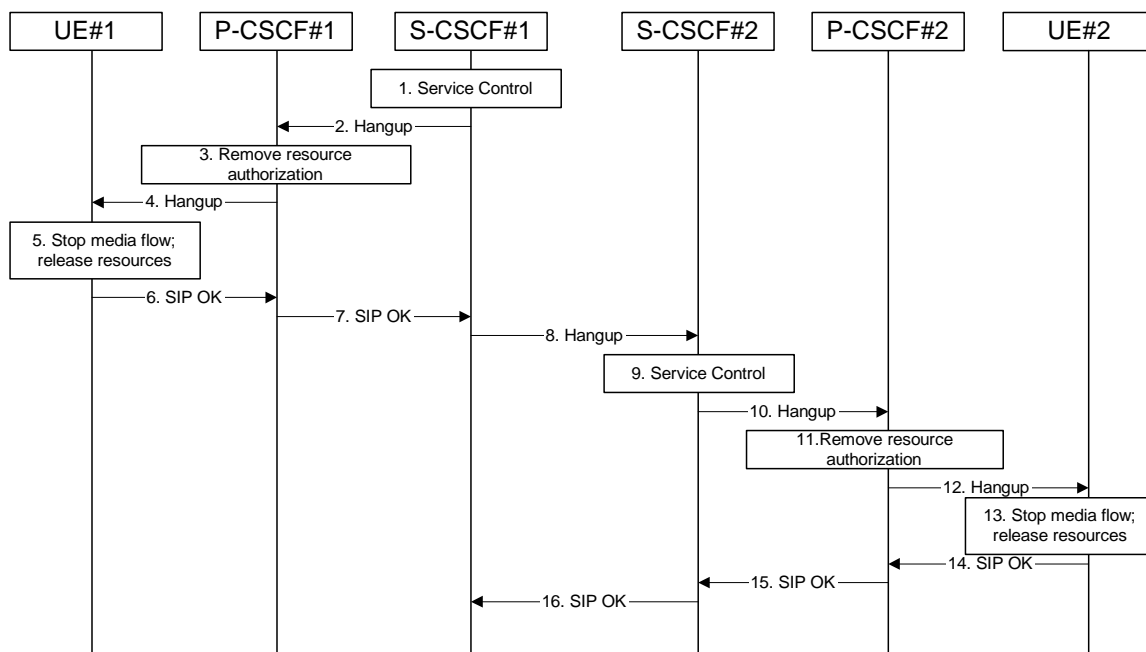 UE#1
P-CSCF#1
S-CSCF#1
S-CSCF#2
P-CSCF#2
UE#2
1. Service Control
2. Hangup
3. Remove resource
authorization
4. Hangup
5. Stop media flow;
release resources
6. SIP OK
7. SIP OK
8. Hangup
9. Service Control
10. Hangup
11.Remove resource
authorization
12. Hangup
13. Stop media flow;
release resources
14. SIP OK
15. SIP OK
16. SIP OK